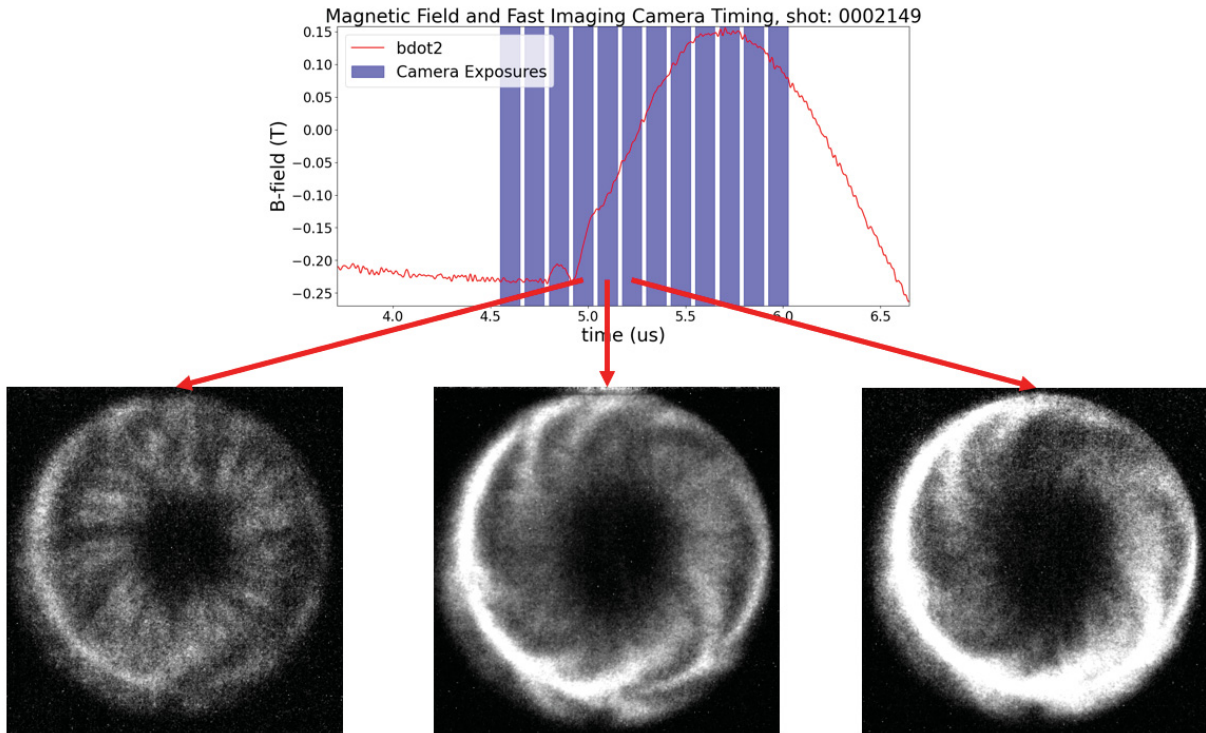 Magnetic Field and Fast Imaging Camera Timing, shot: 0002149
bdot2
Camera Exposures
B-field (T)
0.15
0.10
0.05
0.00
−0.05
−0.10
−0.15
−0.20
−0.25
4.0 4.5 5.0 5.5 6.0 6.5
time (us)